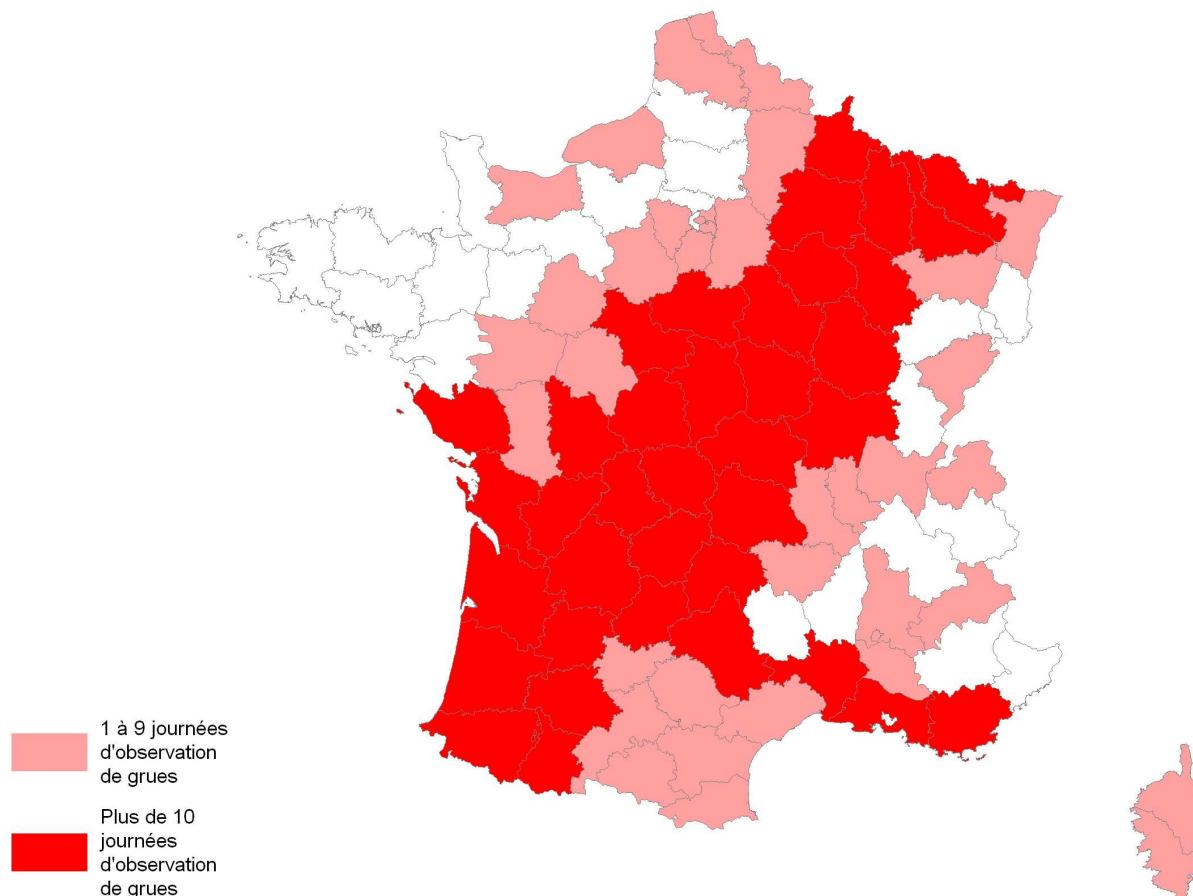 1 à 9 journées
d'observation
de grues
Plus de 10
journées
d'observation
de grues